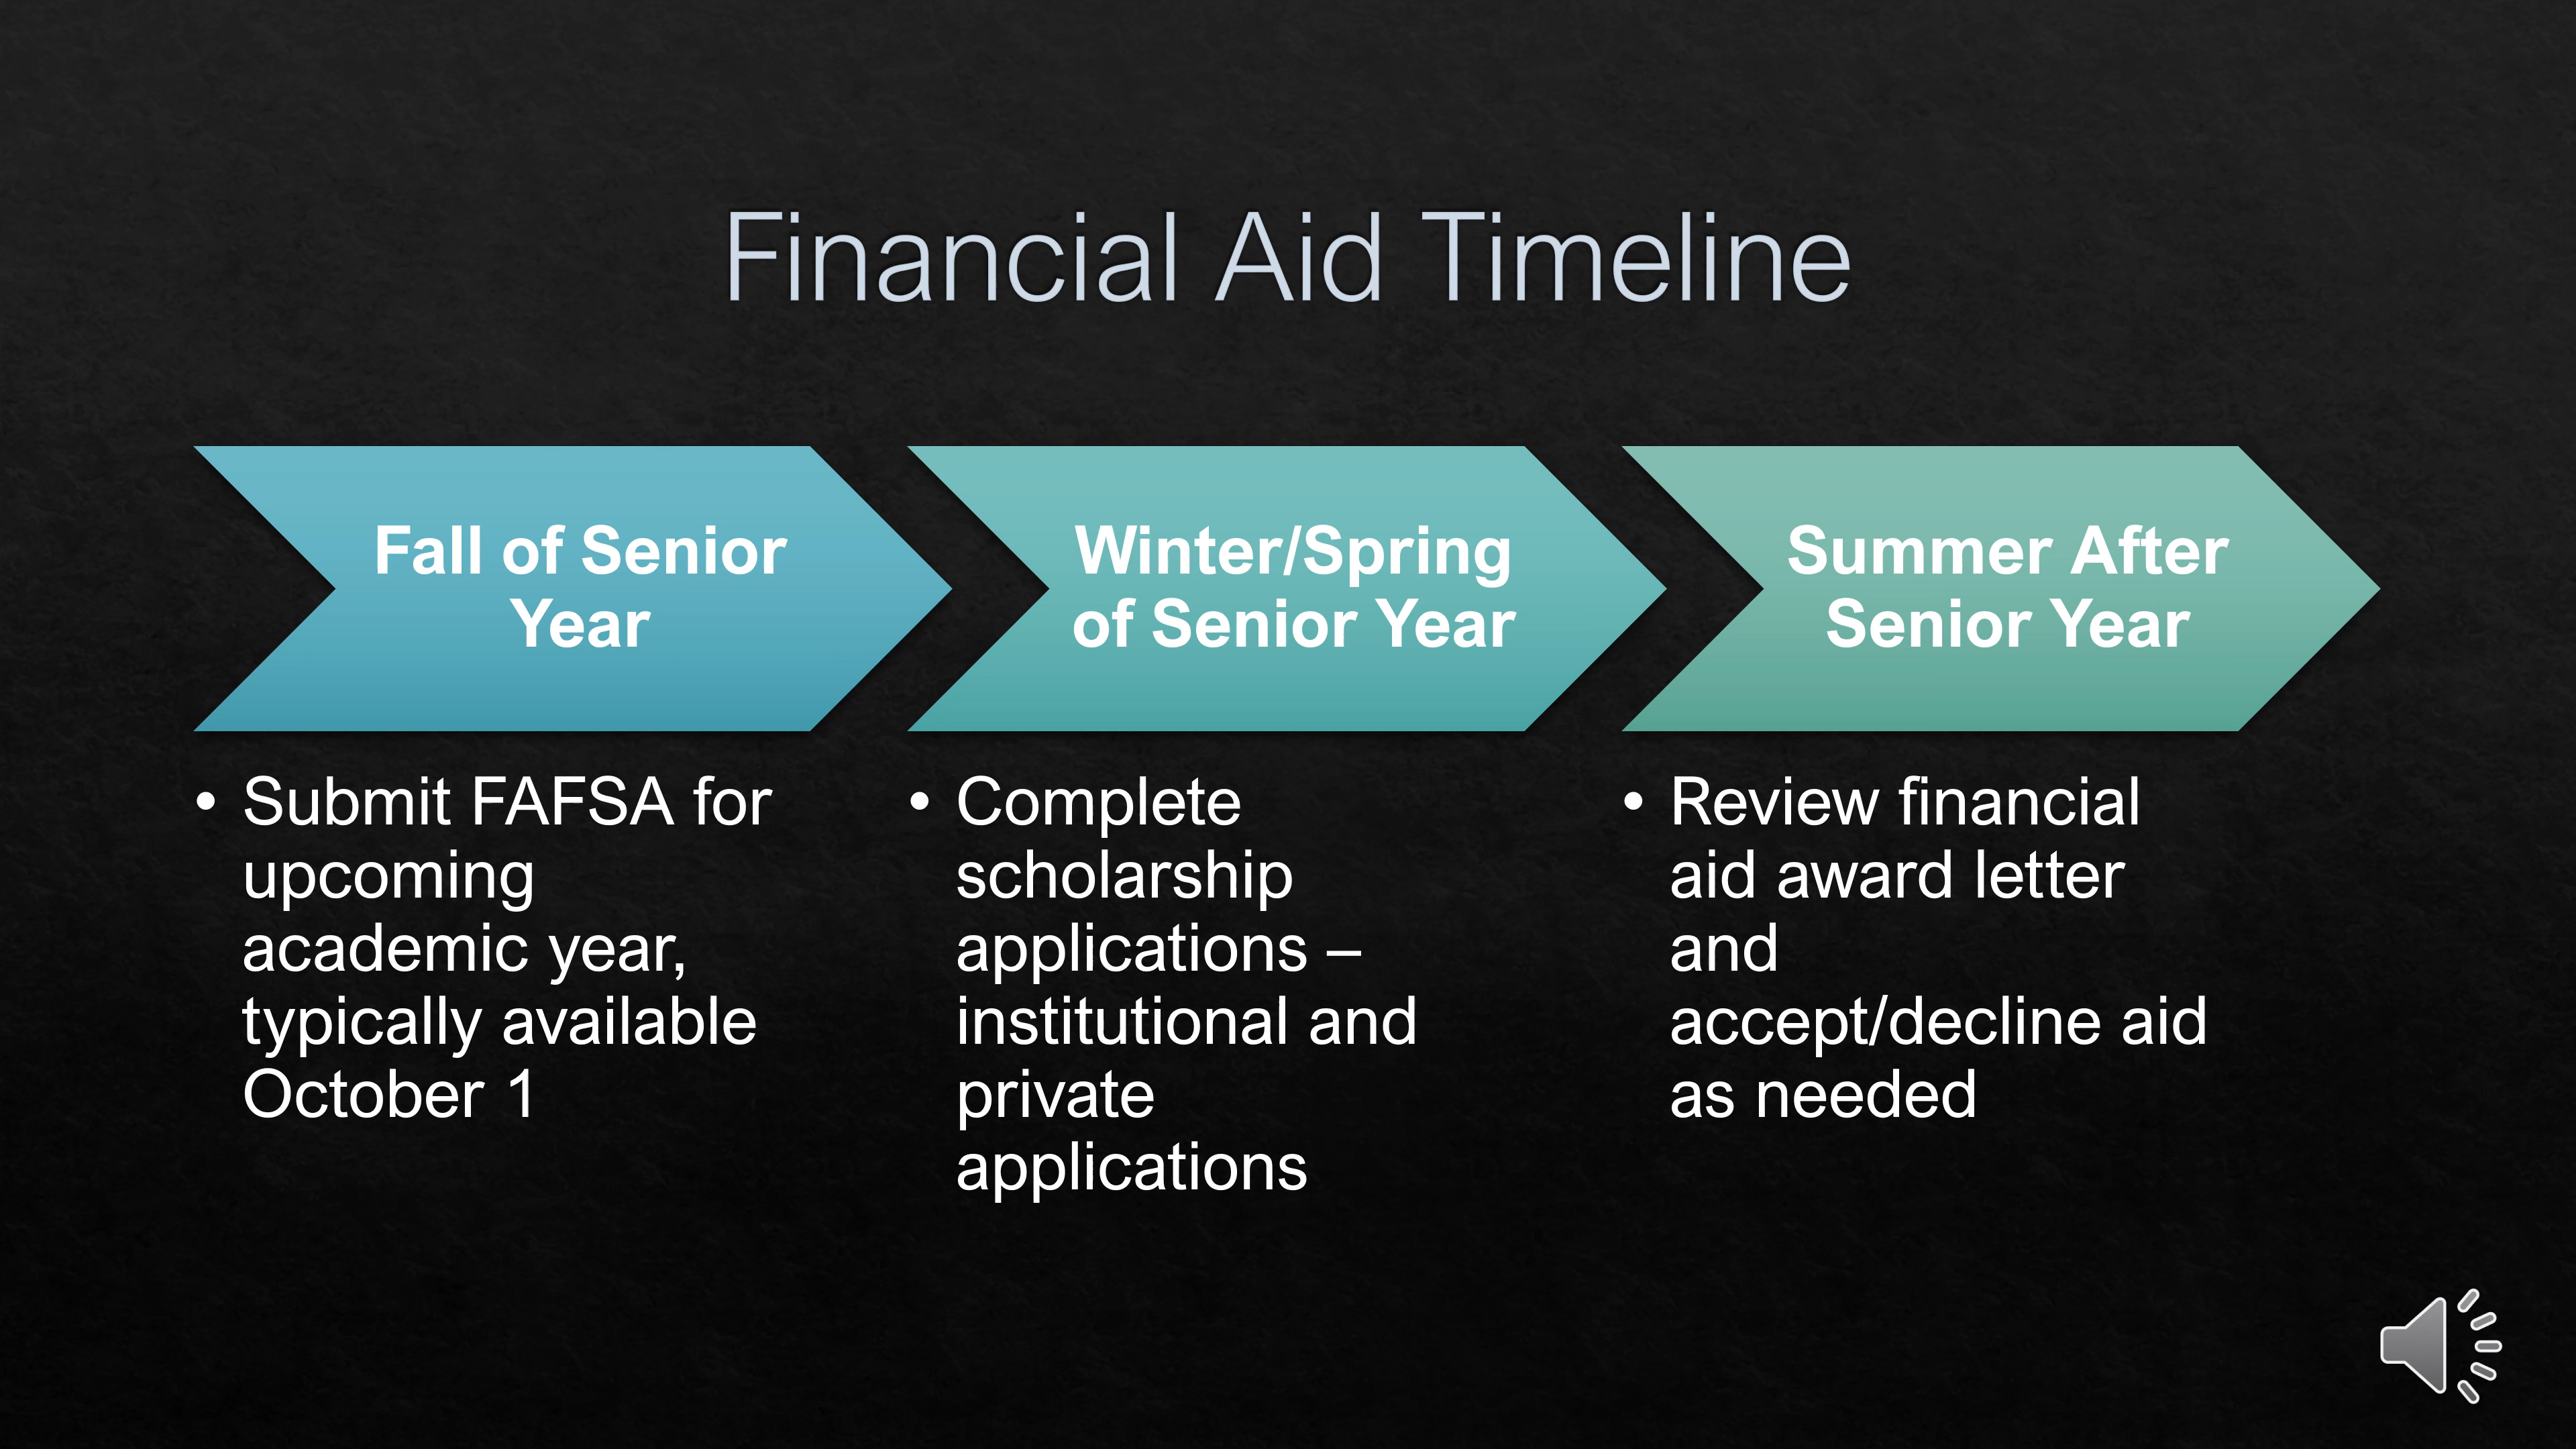 Financial Aid Timeline
Fall of Senior
Year
• Submit FAFSA for
upcoming
academic year,
typically available
October 1
Winter/Spring
of Senior Year
• Complete
scholarship
applications –
institutional and
private
applications
Summer After
Senior Year
• Review financial
aid award letter
and
accept/decline aid
as needed